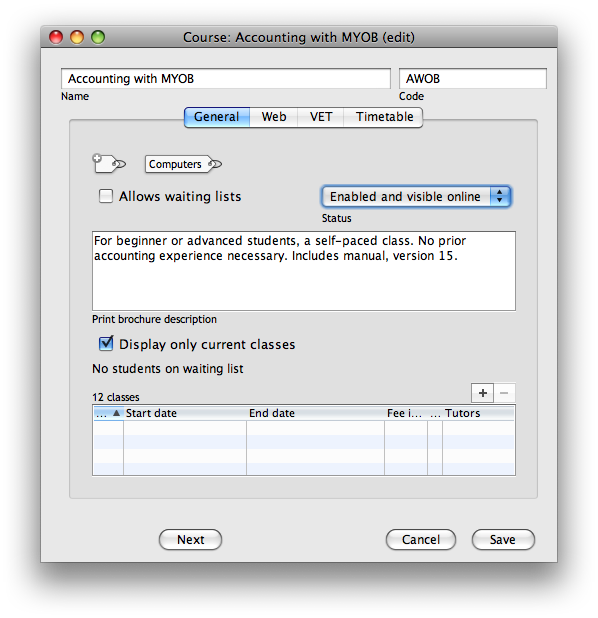 Course: Accounting with MYOB (edit)
Accounting with MYOB AWOB
Name Code
General Web VET Timetable
Computers
Allows waiting lists Enabled and visible online
Status
For beginner or advanced students, a self-paced class. No prior
accounting experience necessary. Includes manual, version 15.
Print brochure description
Display only current classes
No students on waiting list
12 classes
... Start date End date Fee i... ... Tutors
Next Cancel Save